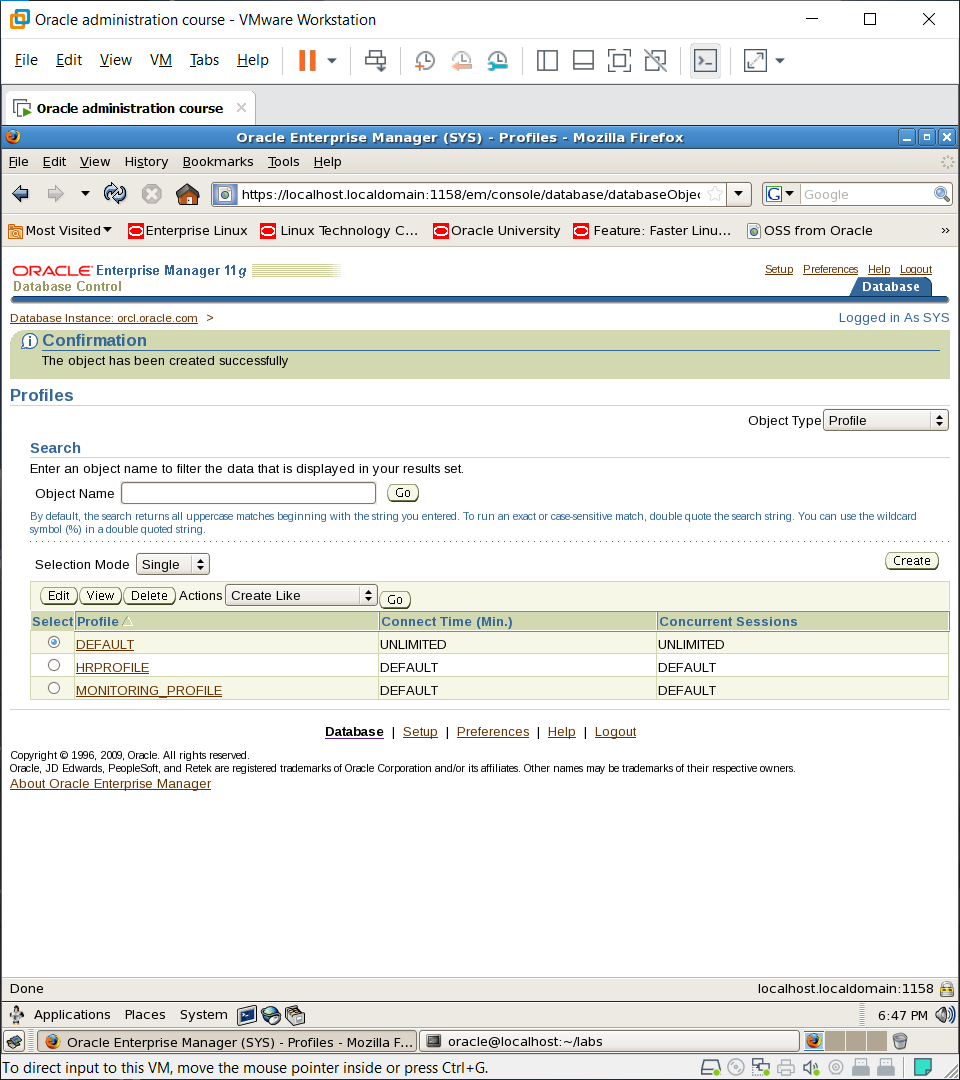 Oracle administration course - VMware Workstation
File Edit View VM Tabs Help
Oracle administration course
Oracle Enterprise Manager (SYS) - Profiles - Mozilla Firefox
File Edit View History Bookmarks Tools Help
https://localhost.localdomain:1158/em/console/database/databaseObjec
G Google
Most Visited Enterprise Linux Linux Technology C... Oracle University Feature: Faster Linu... OSS from Oracle »
ORACLE Enterprise Manager 11g
Database Control
Setup Preferences Help Logout
Database
Database Instance: orcl.oracle.com >
Logged in As SYS
i Confirmation
The object has been created successfully
Profiles
Object Type Profile
Search
Enter an object name to filter the data that is displayed in your results set.
Object Name Go
By default, the search returns all uppercase matches beginning with the string you entered. To run an exact or case-sensitive match, double quote the search string. You can use the wildcard
symbol (%) in a double quoted string.
Selection Mode Single Create
Edit View Delete Actions Create Like Go
Select Profile Connect Time (Min.) Concurrent Sessions
DEFAULT UNLIMITED UNLIMITED
HRPROFILE DEFAULT DEFAULT
MONITORING_PROFILE DEFAULT DEFAULT
Database | Setup | Preferences | Help | Logout
Copyright © 1996, 2009, Oracle. All rights reserved.
Oracle, JD Edwards, PeopleSoft, and Retek are registered trademarks of Oracle Corporation and/or its affiliates. Other names may be trademarks of their respective owners.
About Oracle Enterprise Manager
Done localhost.localdomain:1158
Applications Places System 6:47 PM
Oracle Enterprise Manager (SYS) - Profiles - Mozilla F... oracle@localhost:~/labs
To direct input to this VM, move the mouse pointer inside or press Ctrl+G.